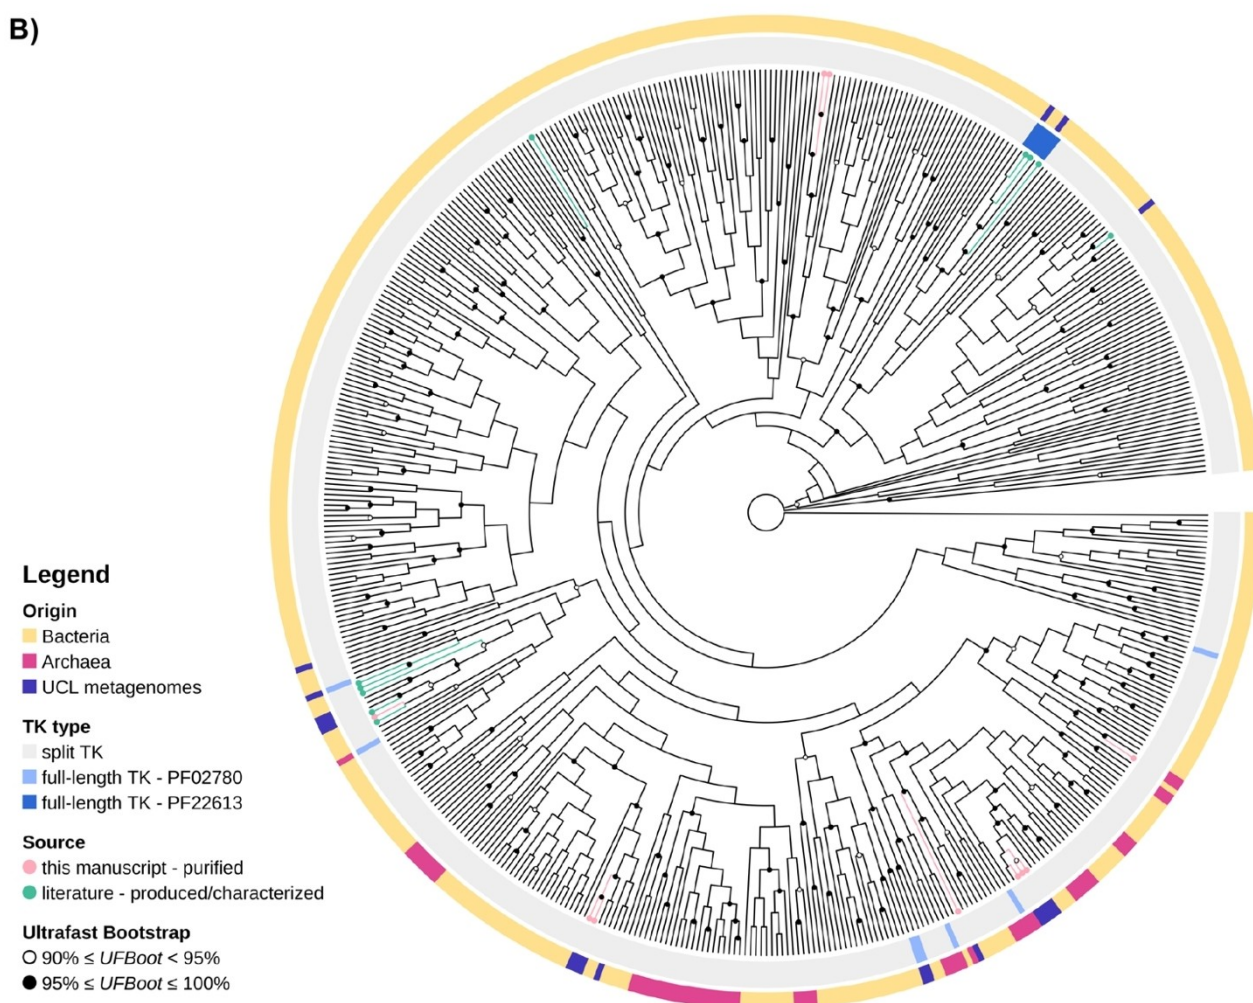 B)
Legend
Origin
Bacteria
Archaea
UCL metagenomes
TK type
split TK
full-length TK - PF02780
full-length TK - PF22613
Source
this manuscript - purified
literature - produced/characterized
Ultrafast Bootstrap
90% ≤ UFBoot < 95%
95% ≤ UFBoot ≤ 100%